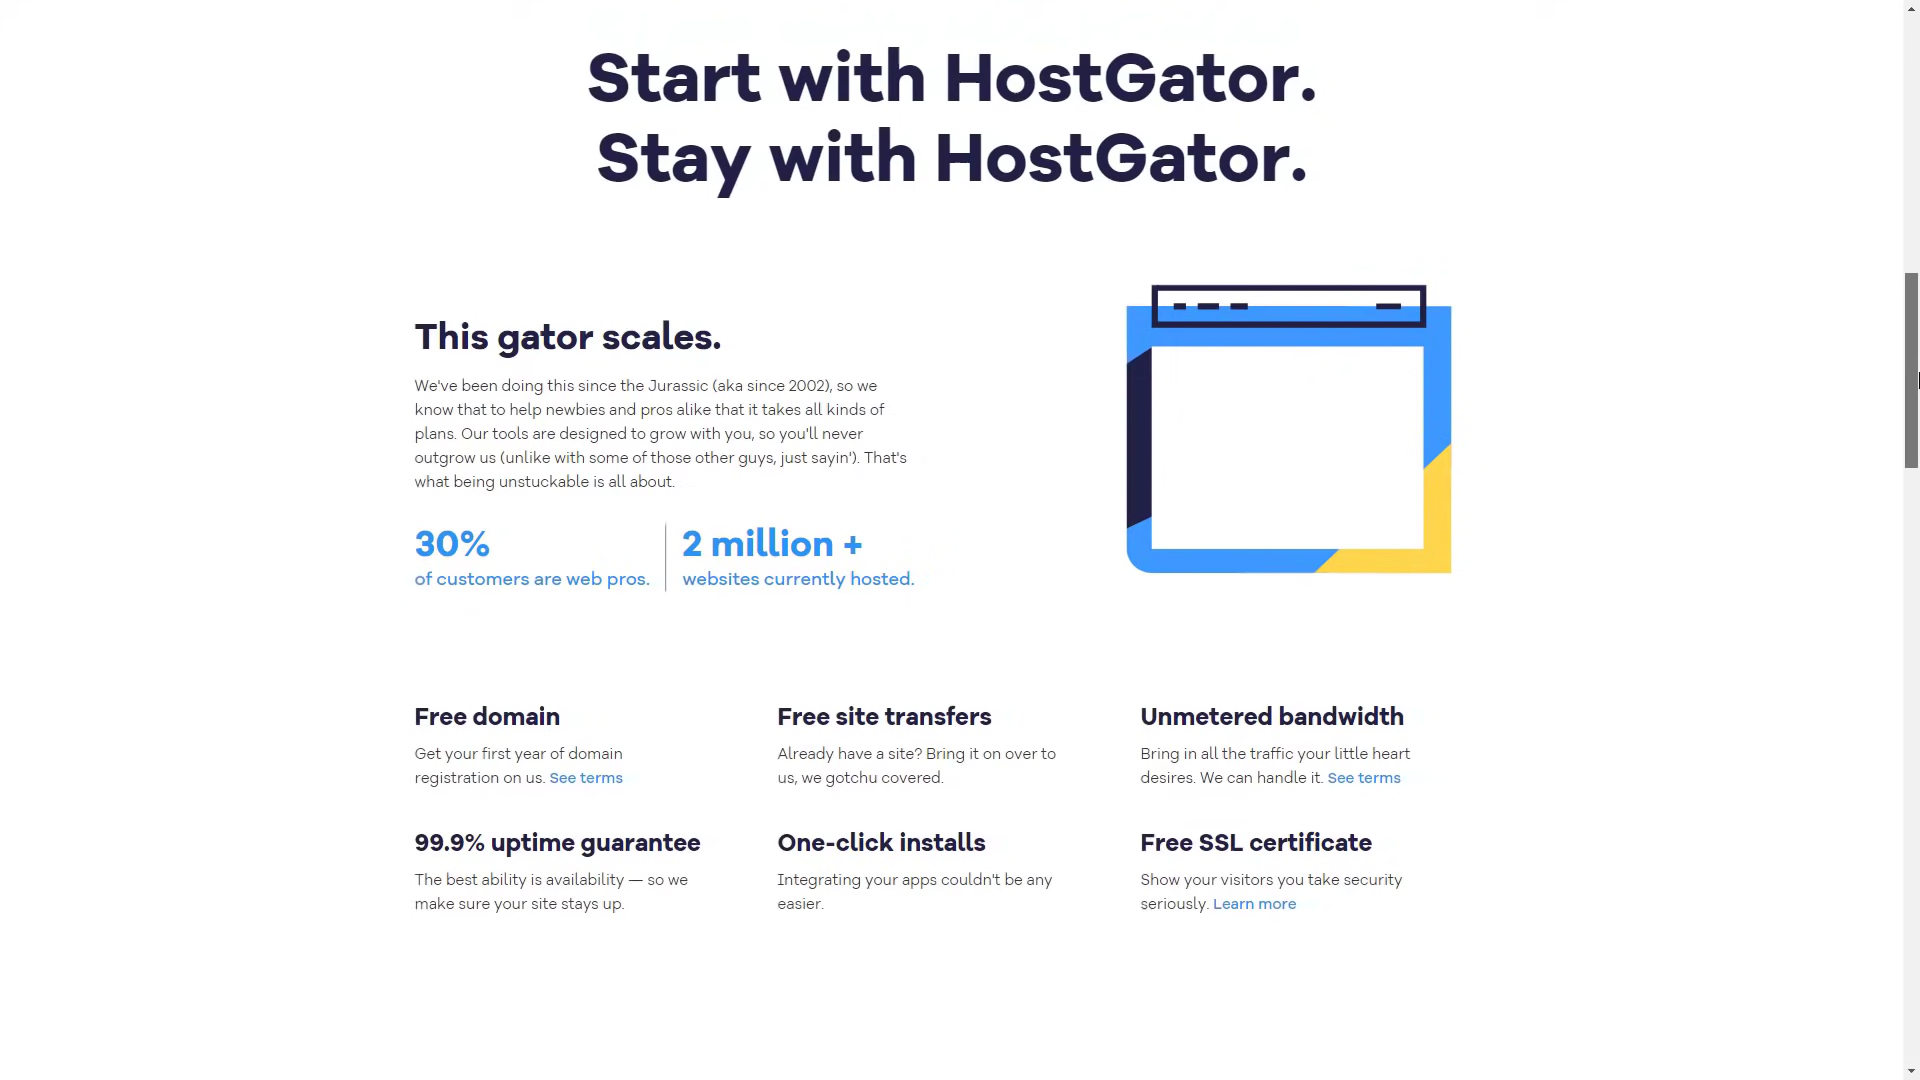 Start with HostGator.
Stay with HostGator.
This gator scales.
We've been doing this since the Jurassic (aka since 2002), so we
know that to help newbies and pros alike that it takes all kinds of
plans. Our tools are designed to grow with you, so you'll never
outgrow us (unlike with some of those other guys, just sayin'). That's
what being unstuckable is all about.
30%
of customers are web pros.
2 million +
websites currently hosted.
Free domain
Get your first year of domain
registration on us. See terms
Free site transfers
Already have a site? Bring it on over to
us, we gotchu covered.
Unmetered bandwidth
Bring in all the traffic your little heart
desires. We can handle it. See terms
99.9% uptime guarantee
The best ability is availability — so we
make sure your site stays up.
One-click installs
Integrating your apps couldn't be any
easier.
Free SSL certificate
Show your visitors you take security
seriously. Learn more